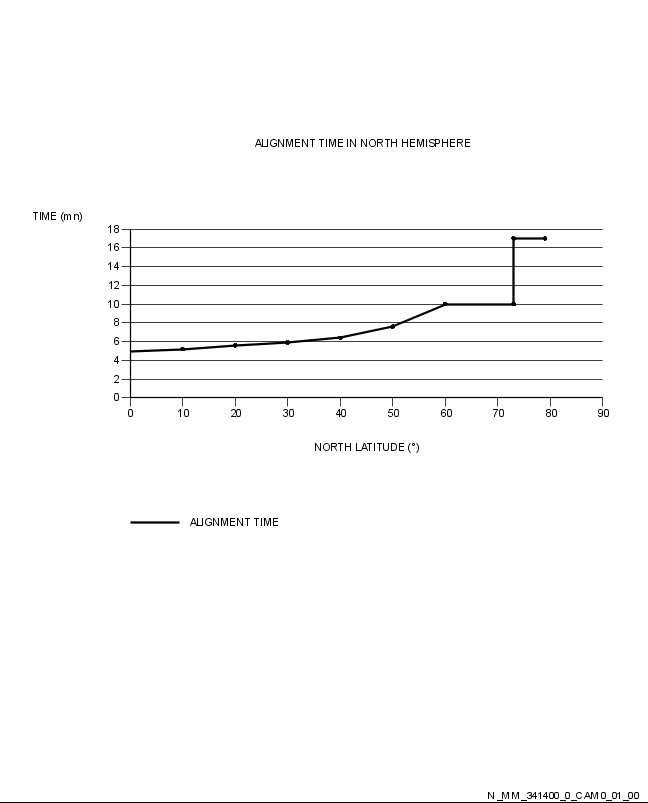 ALIGNMENT TIME IN NORTH HEMISPHERE
TIME (mn)
18
16
14
12
10
8
6
4
2
0
0 10 20 30 40 50 60 70 80 90
NORTH LATITUDE (°)
ALIGNMENT TIME
N_MM_341400_0_CAM0_01_00